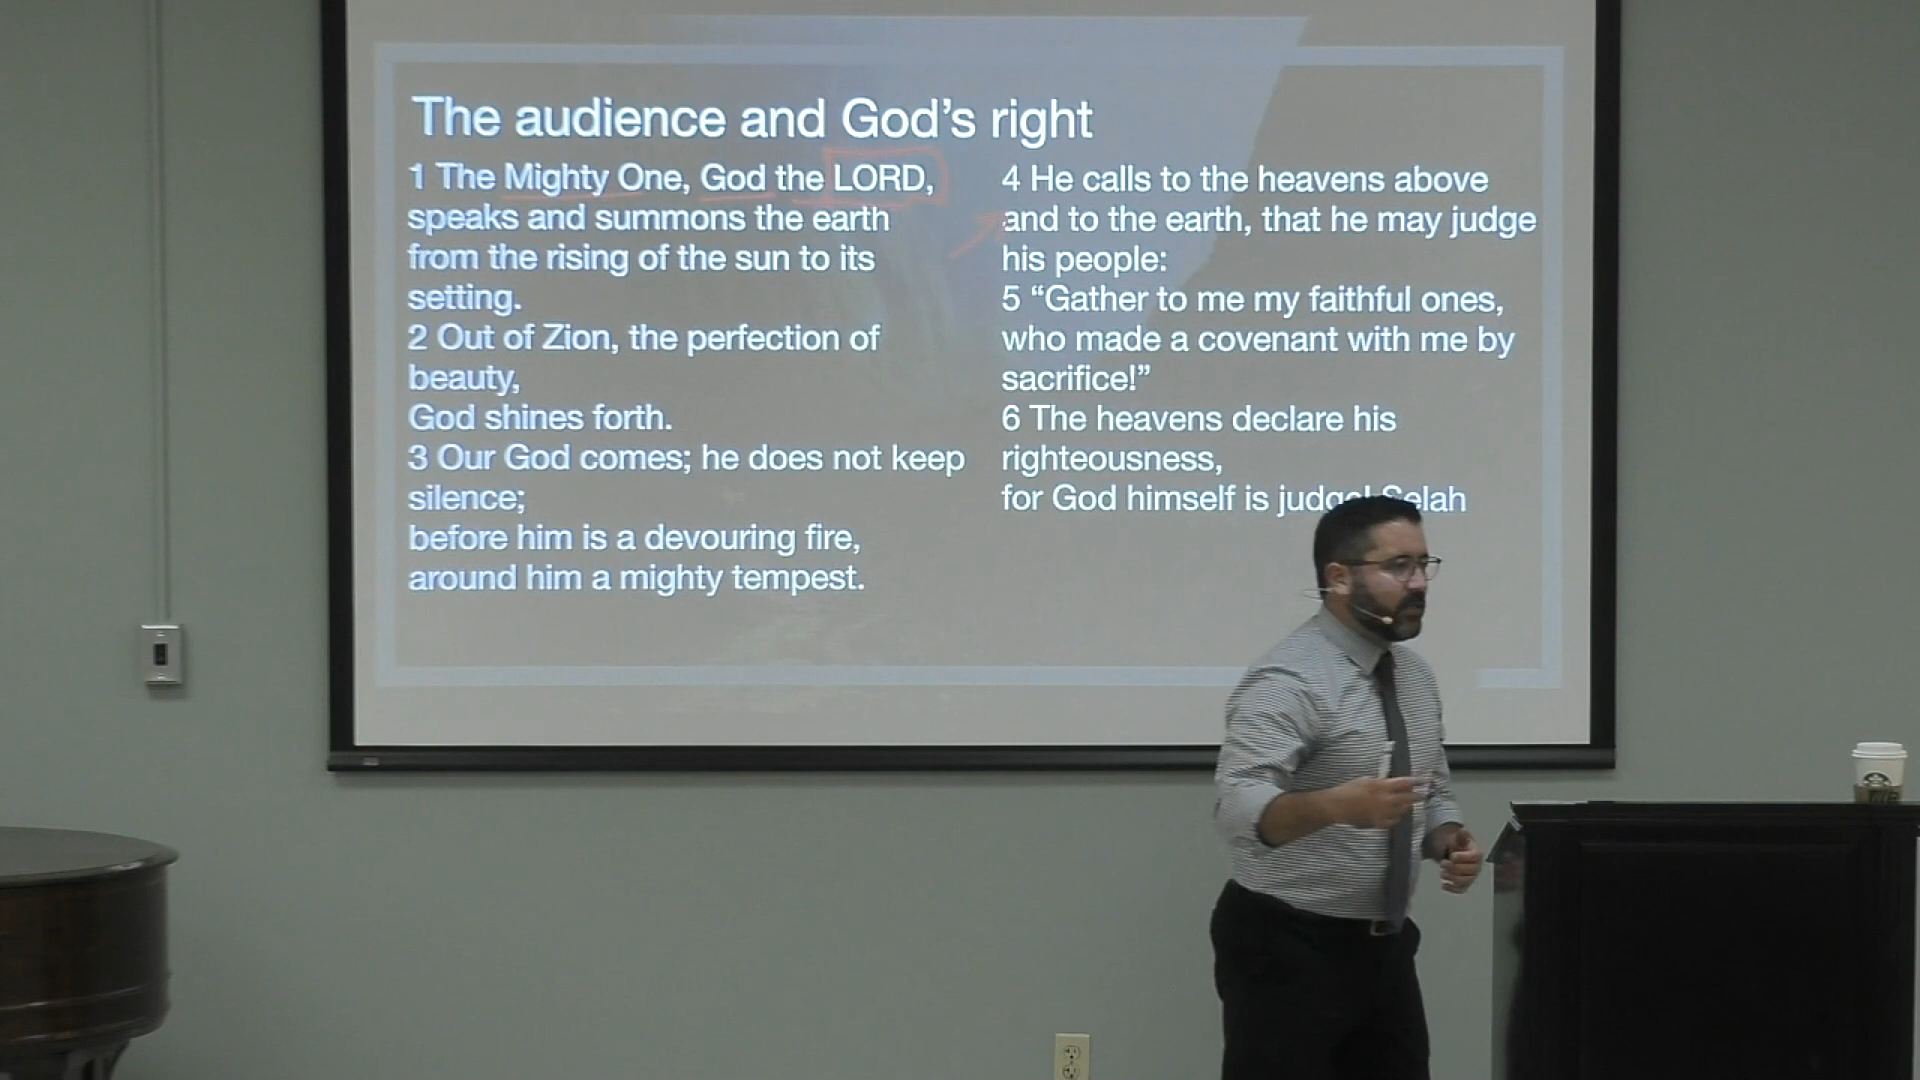 The audience and God’s right
1 The Mighty One, God the LORD,
speaks and summons the earth
from the rising of the sun to its
setting.
2 Out of Zion, the perfection of
beauty,
God shines forth.
3 Our God comes; he does not keep
silence;
before him is a devouring fire,
around him a mighty tempest.
4 He calls to the heavens above
and to the earth, that he may judge
his people:
5 “Gather to me my faithful ones,
who made a covenant with me by
sacrifice!”
6 The heavens declare his
righteousness,
for God himself is judge! Selah